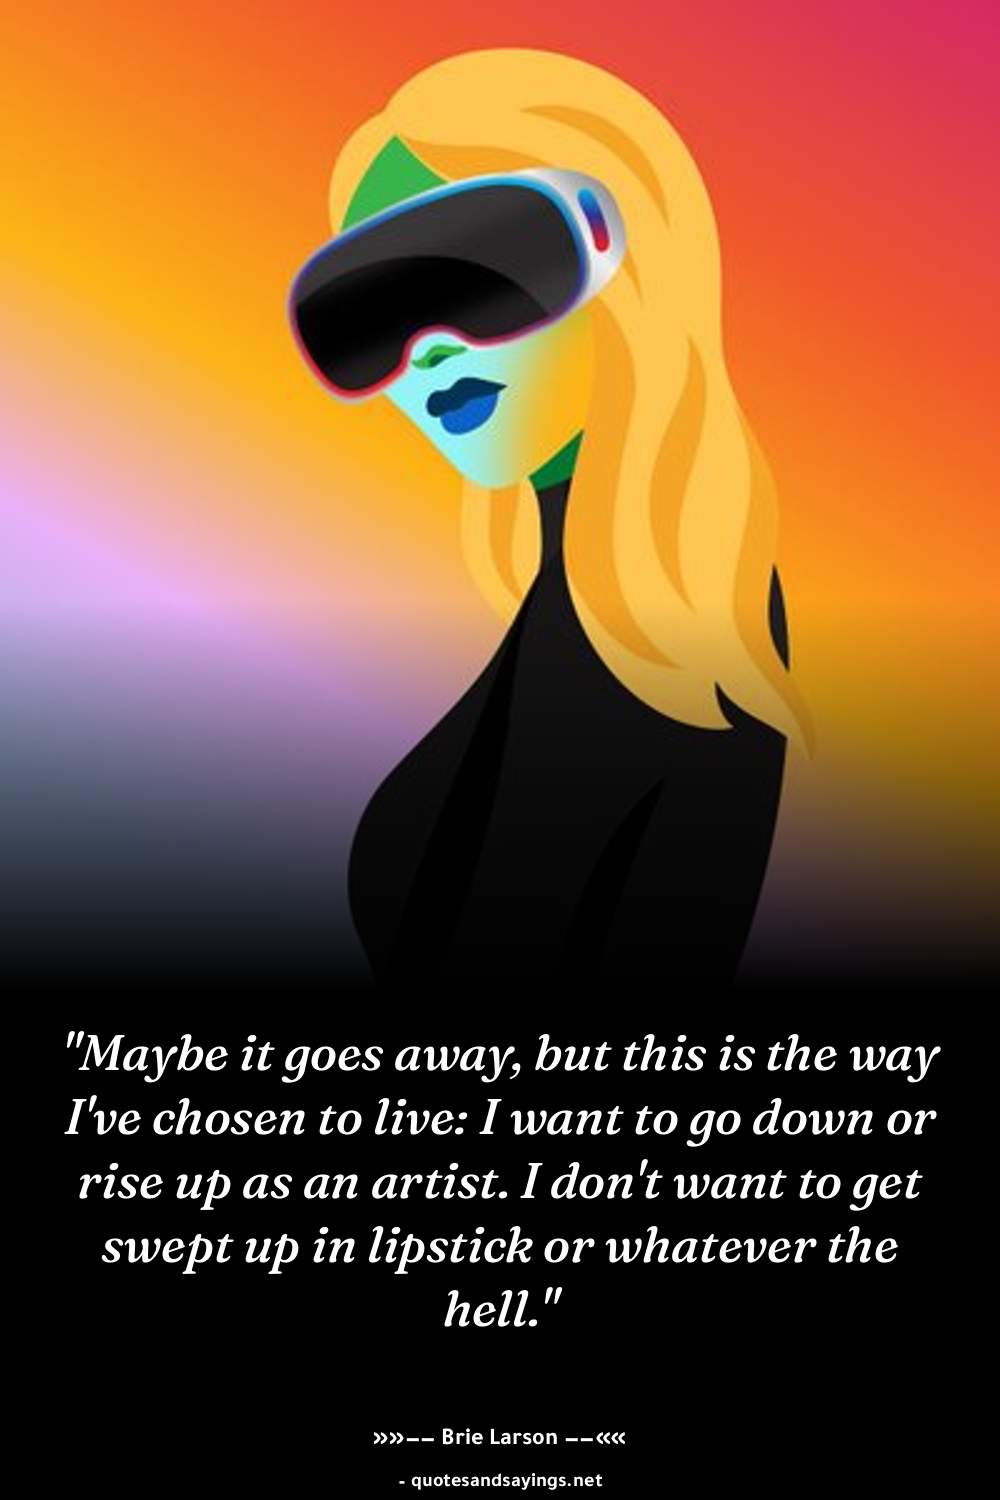 "Maybe it goes away, but this is the way
I've chosen to live: I want to go down or
rise up as an artist. I don't want to get
swept up in lipstick or whatever the
hell."
»»–– Brie Larson ––««
- quotesandsayings.net